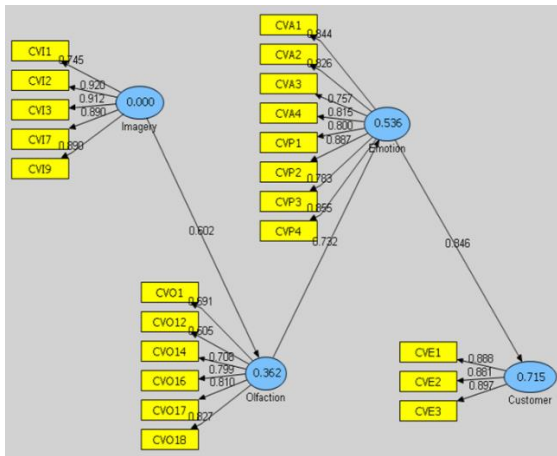 CVI1
CVI2
CVI3
CVI7
CVI9
0.745
0.920
0.912
0.890
0.890
0.000
Imagery
0.602
CVA1
CVA2
CVA3
CVA4
CVP1
CVP2
CVP3
CVP4
0.844
0.826
0.757
0.815
0.800
0.887
0.783
0.855
0.536
Emotion
0.732
0.846
CVO1
CVO12
CVO14
CVO16
CVO17
CVO18
0.691
0.605
0.708
0.799
0.810
0.827
0.362
Olfaction
CVE1
CVE2
CVE3
0.888
0.881
0.897
0.715
Customer